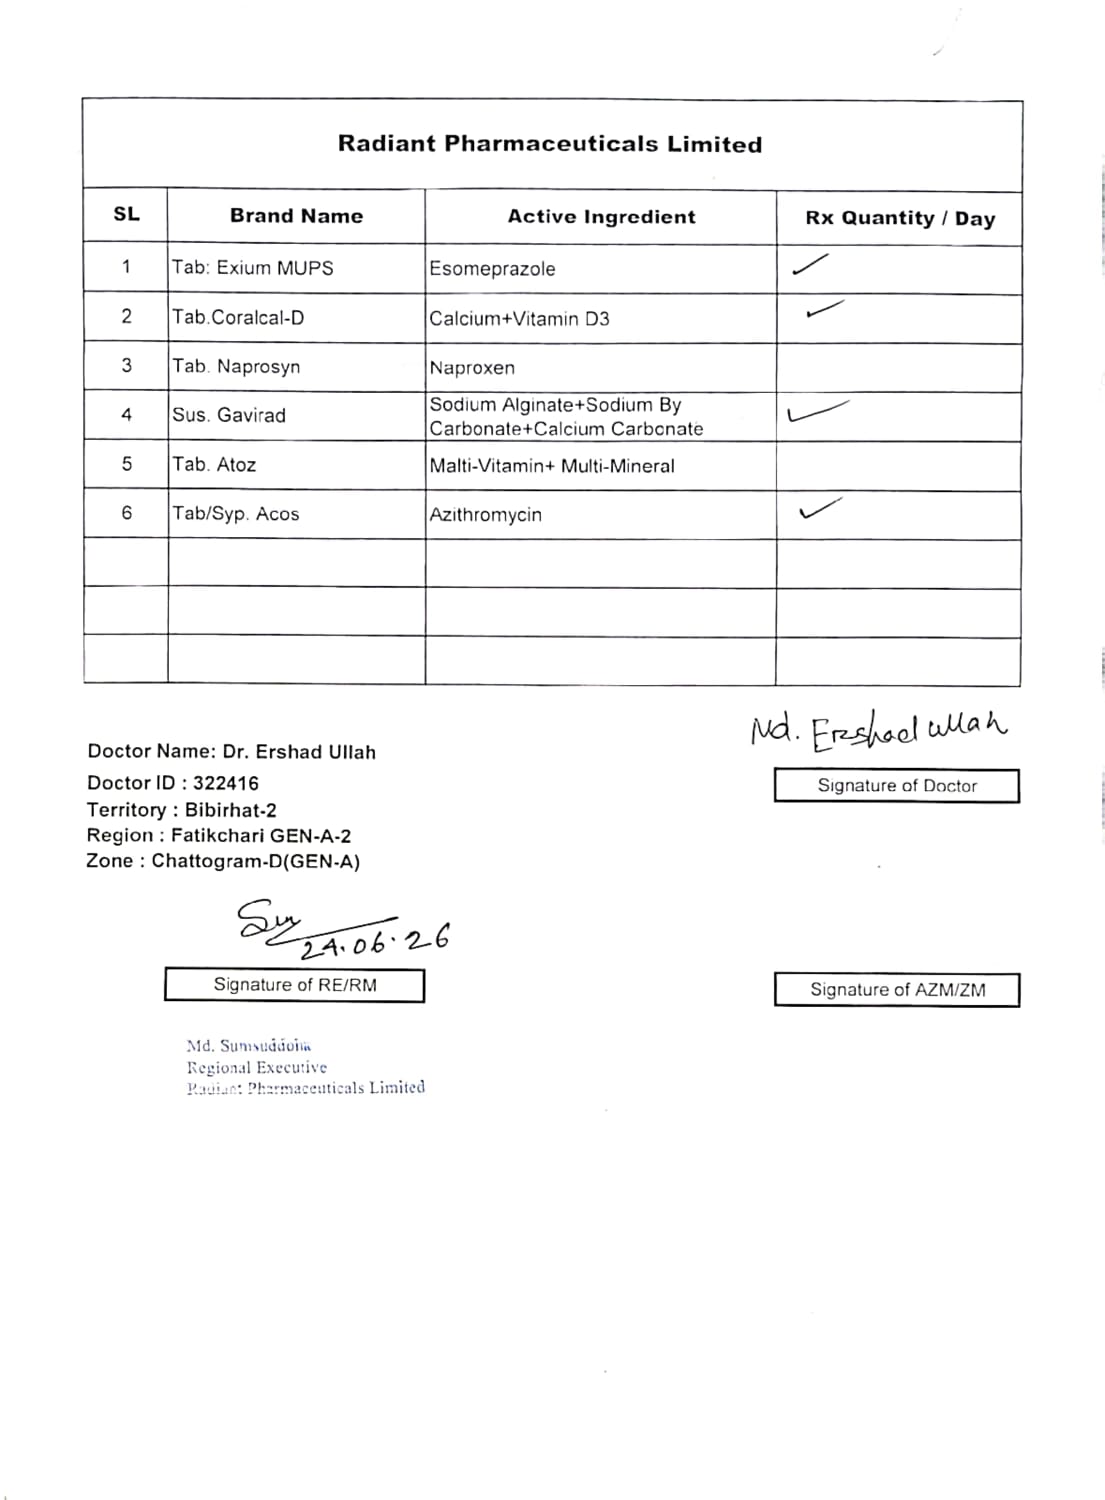 Radiant Pharmaceuticals Limited
SL Brand Name Active Ingredient Rx Quantity / Day
1 Tab: Exium MUPS Esomeprazole ✓
2 Tab.Coralcal-D Calcium+Vitamin D3 ✓
3 Tab. Naprosyn Naproxen
4 Sus. Gavirad Sodium Alginate+Sodium By
Carbonate+Calcium Carbonate ✓
5 Tab. Atoz Malti-Vitamin+ Multi-Mineral
6 Tab/Syp. Acos Azithromycin ✓
Md. Ershad ullah
Doctor Name: Dr. Ershad Ullah
Signature of Doctor
Doctor ID : 322416
Territory : Bibirhat-2
Region : Fatikchari GEN-A-2
Zone : Chattogram-D(GEN-A)
24.06.26
Signature of RE/RM
Signature of AZM/ZM
Md. Sumsuddoha
Regional Executive
Radiant Pharmaceuticals Limited